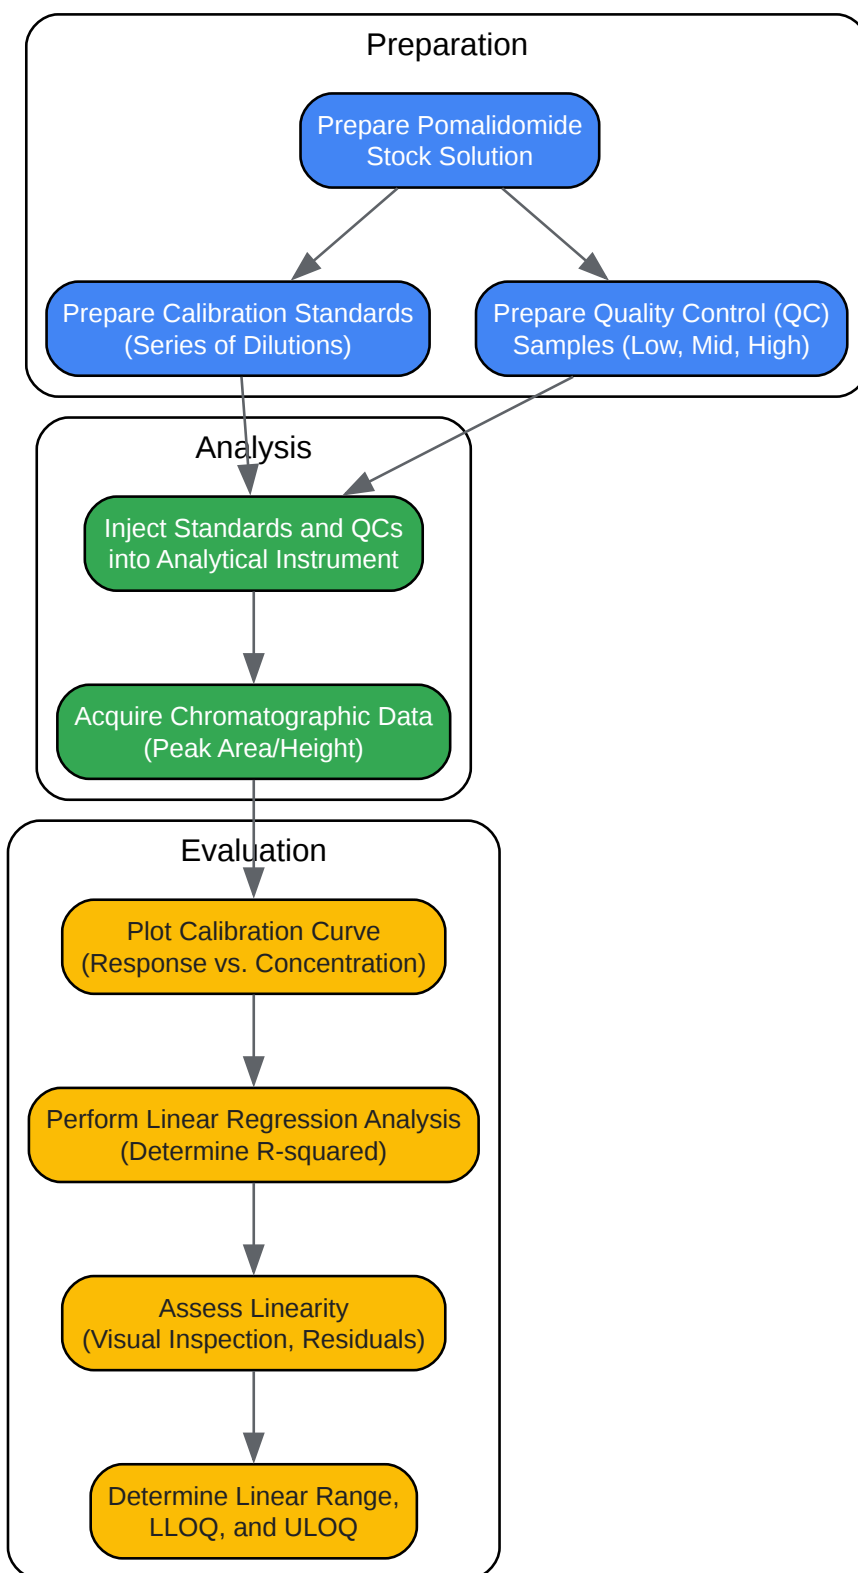 Preparation
Prepare Pomalidomide
Stock Solution
Prepare Calibration Standards
(Series of Dilutions)
Prepare Quality Control (QC)
Samples (Low, Mid, High)
Analysis
Inject Standards and QCs
into Analytical Instrument
Acquire Chromatographic Data
(Peak Area/Height)
Evaluation
Plot Calibration Curve
(Response vs. Concentration)
Perform Linear Regression Analysis
(Determine R-squared)
Assess Linearity
(Visual Inspection, Residuals)
Determine Linear Range,
LLOQ, and ULOQ